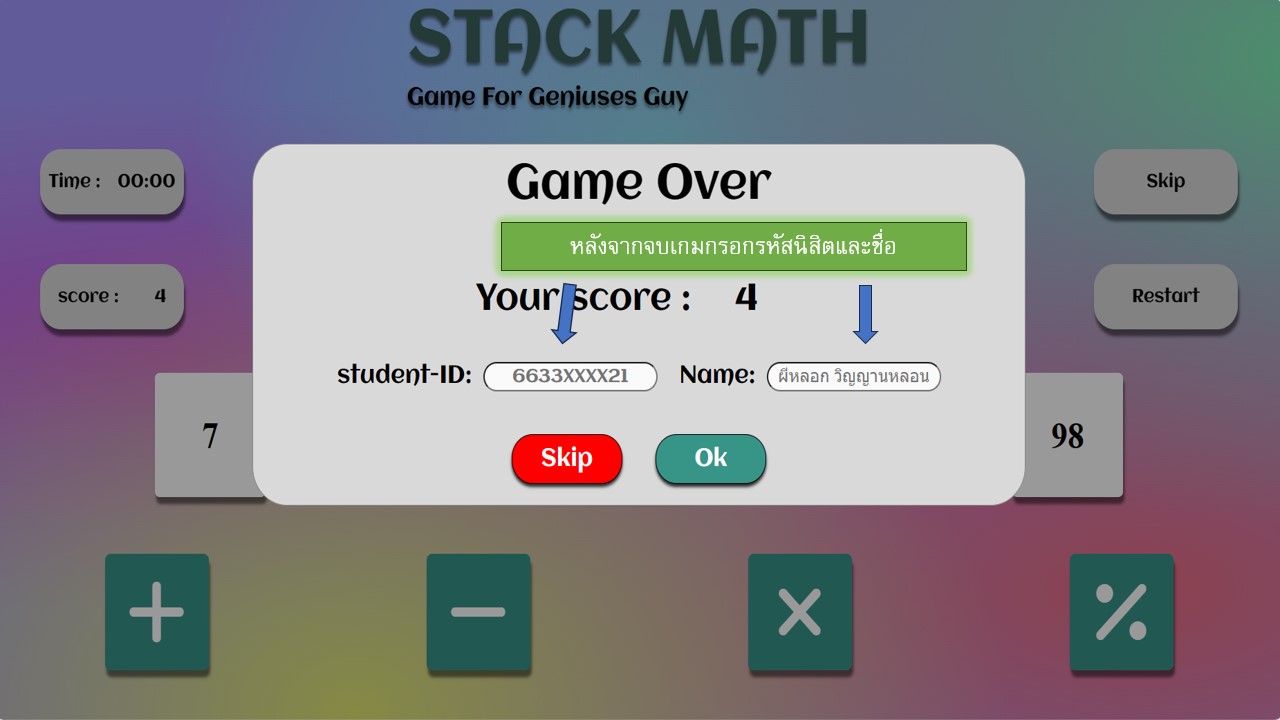 STACK MATH
Game For Geniuses Guy
Time : 00:00
Skip
Game Over
หลังจากจบเกมกรอกรหัสนิสิตและชื่อ
score : 4
Your score : 4
Restart
student-ID: 6633XXXX21 Name: ผีหลอก วิญญานหลอน
7
98
Skip
Ok
+
−
×
%